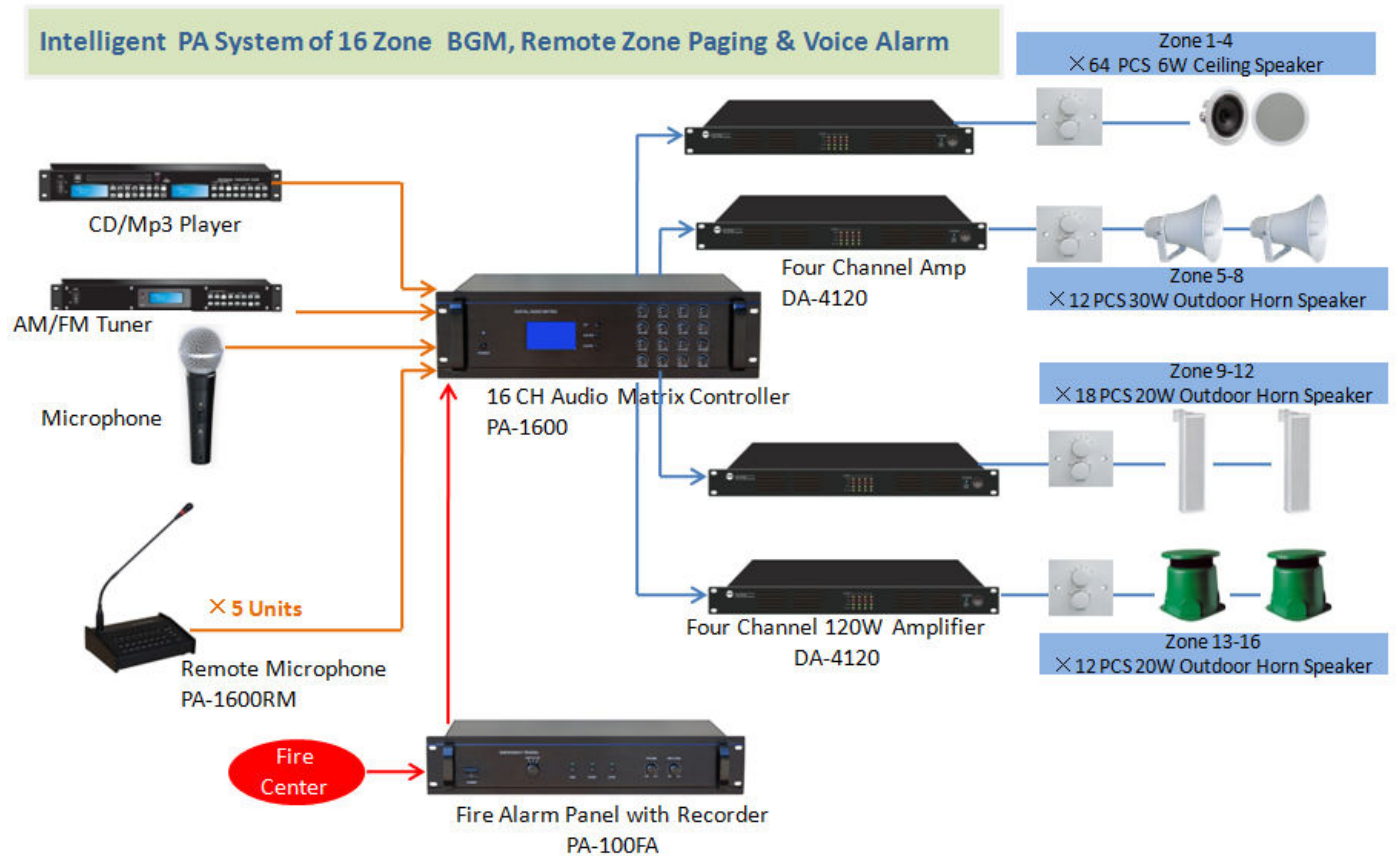 Intelligent PA System of 16 Zone BGM, Remote Zone Paging & Voice Alarm
Zone 1-4
×64 PCS 6W Ceiling Speaker
CD/Mp3 Player
AM/FM Tuner
Microphone
× 5 Units
Remote Microphone
PA-1600RM
16 CH Audio Matrix Controller
PA-1600
Four Channel Amp
DA-4120
Zone 5-8
×12 PCS 30W Outdoor Horn Speaker
Zone 9-12
×18 PCS 20W Outdoor Horn Speaker
Four Channel 120W Amplifier
DA-4120
Zone 13-16
×12 PCS 20W Outdoor Horn Speaker
Fire
Center
Fire Alarm Panel with Recorder
PA-100FA